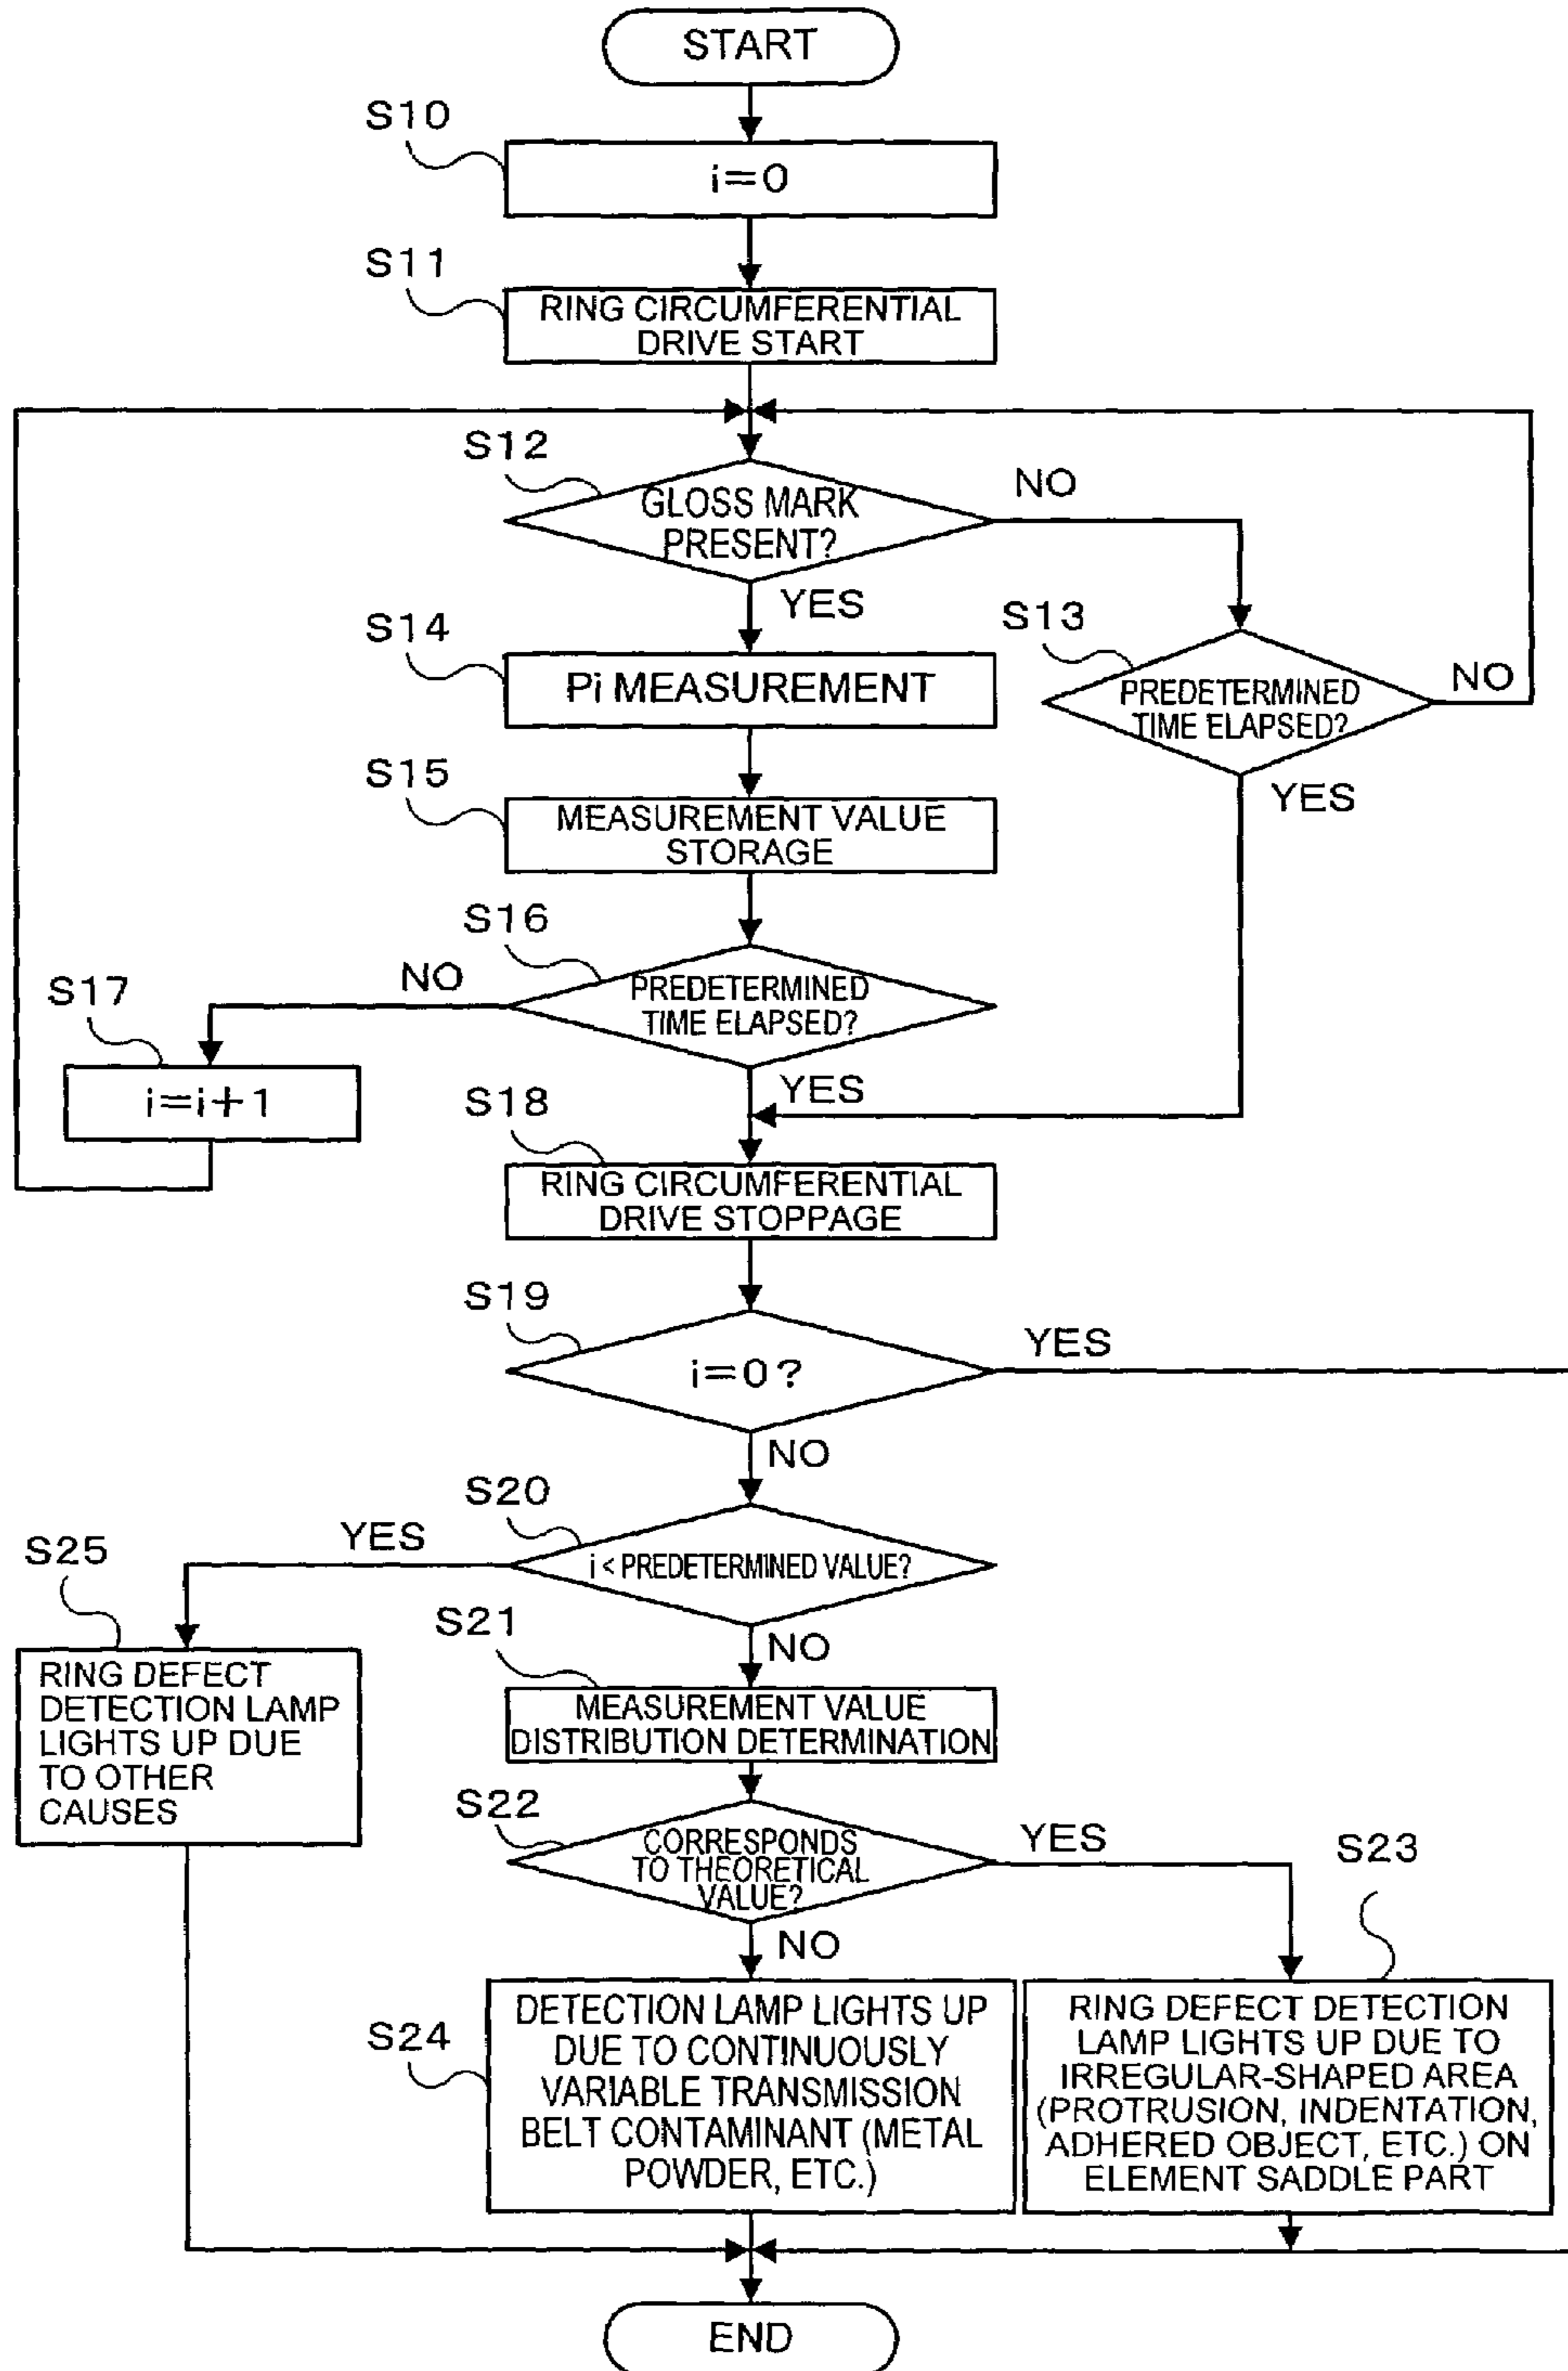 START
S10
i=0
S11
RING CIRCUMFERENTIAL
DRIVE START
S12
GLOSS MARK
PRESENT?
NO
YES
S13
PREDETERMINED
TIME ELAPSED?
NO
YES
S14
Pi MEASUREMENT
S15
MEASUREMENT VALUE
STORAGE
S16
PREDETERMINED
TIME ELAPSED?
NO
YES
S17
i=i+1
S18
RING CIRCUMFERENTIAL
DRIVE STOPPAGE
S19
i=0?
YES
NO
S20
i < PREDETERMINED VALUE?
YES
NO
S25
RING DEFECT
DETECTION LAMP
LIGHTS UP DUE
TO OTHER
CAUSES
S21
MEASUREMENT VALUE
DISTRIBUTION DETERMINATION
S22
CORRESPONDS
TO THEORETICAL
VALUE?
YES
NO
S23
RING DEFECT DETECTION
LAMP LIGHTS UP DUE TO
IRREGULAR-SHAPED AREA
(PROTRUSION, INDENTATION,
ADHERED OBJECT, ETC.) ON
ELEMENT SADDLE PART
S24
DETECTION LAMP LIGHTS UP
DUE TO CONTINUOUSLY
VARIABLE TRANSMISSION
BELT CONTAMINANT (METAL
POWDER, ETC.)
END